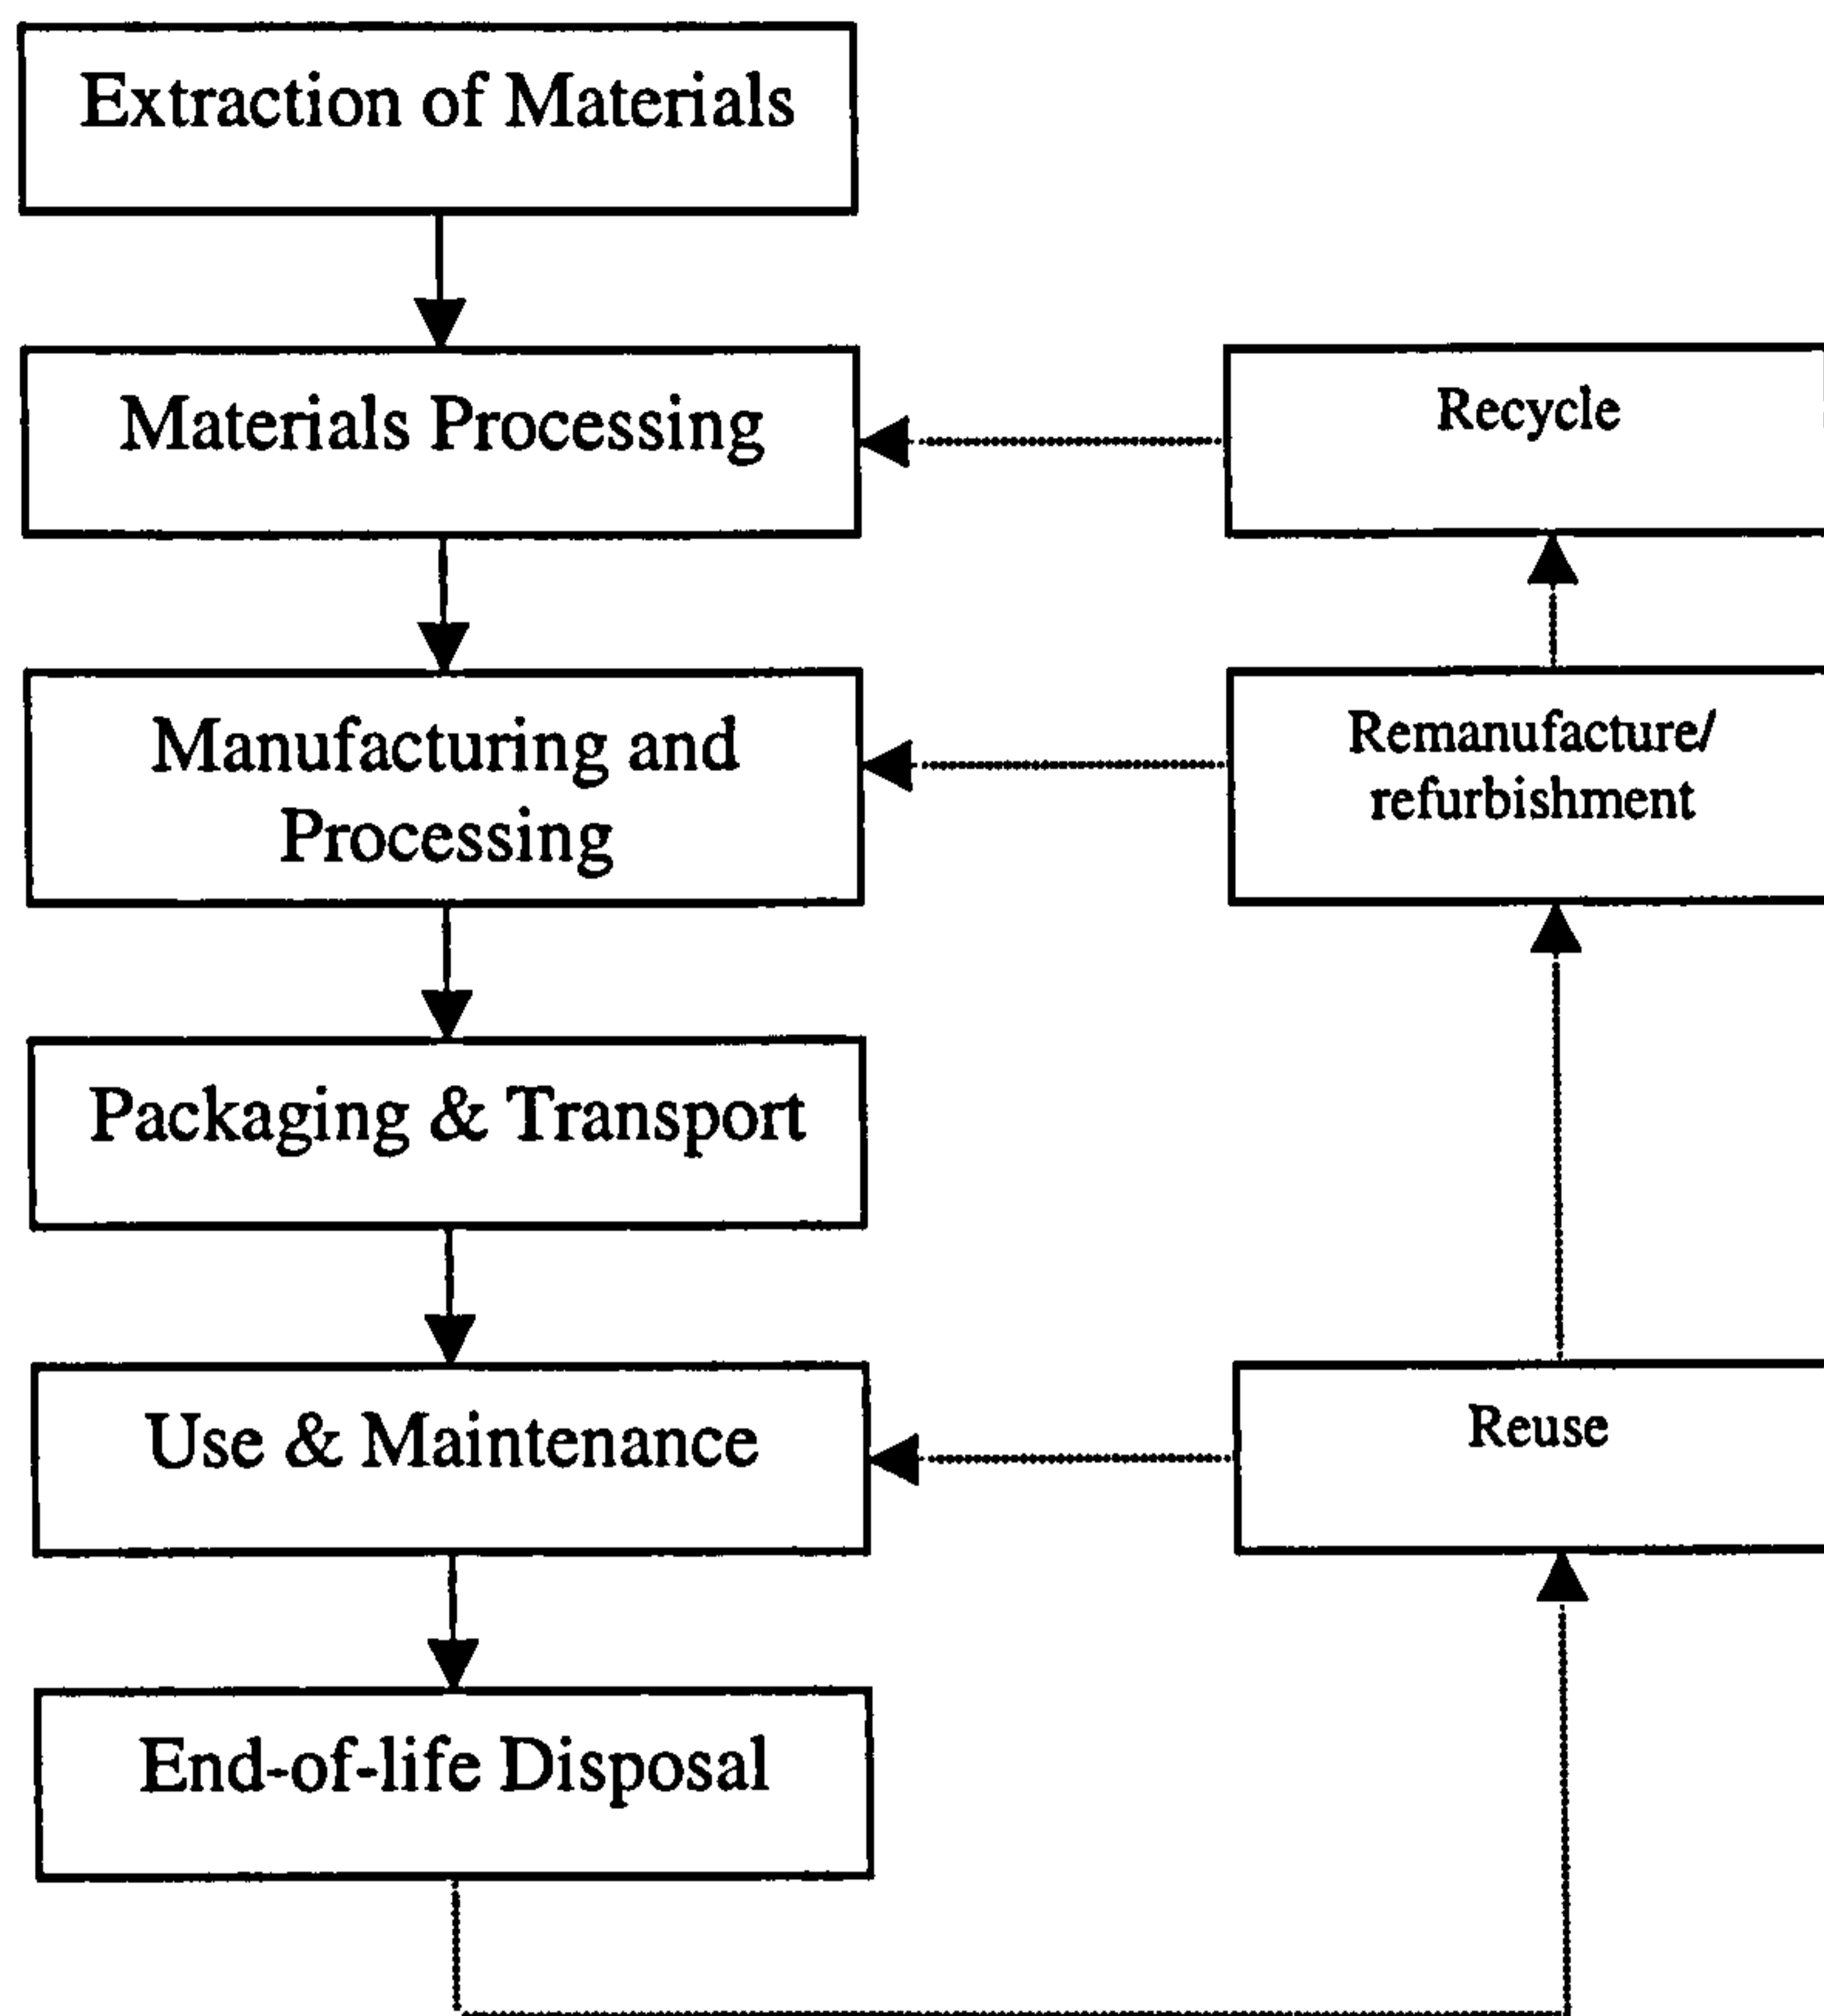 Extraction of Materials
Materials Processing
Recycle
Manufacturing and
Processing
Remanufacture/
refurbishment
Packaging & Transport
Use & Maintenance
Reuse
End-of-life Disposal